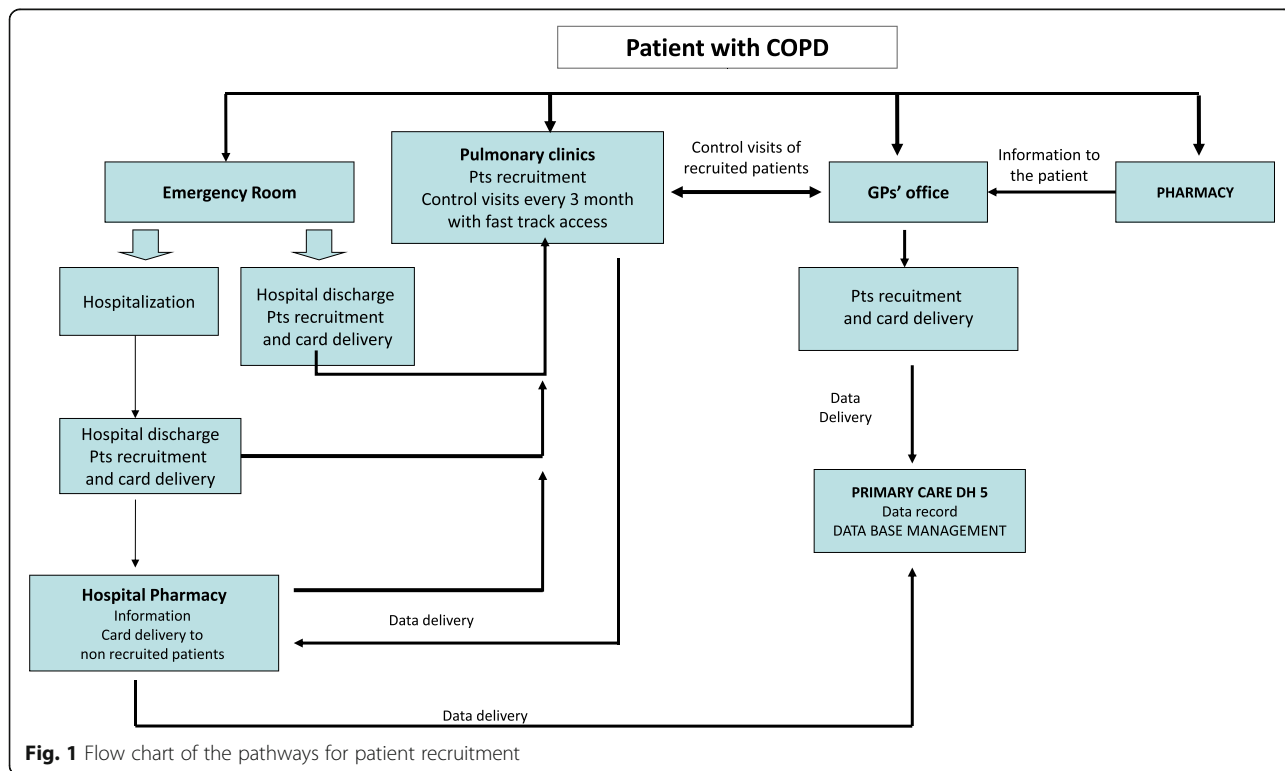 Patient with COPD
Emergency Room
Pulmonary clinics
Pts recruitment
Control visits every 3 month
with fast track access
Control visits of
recruited patients
GPs' office
Information to
the patient
PHARMACY
Hospitalization
Hospital discharge
Pts recruitment
and card delivery
Pts recuitment
and card delivery
Data
Delivery
Hospital discharge
Pts recruitment
and card delivery
PRIMARY CARE DH 5
Data record
DATA BASE MANAGEMENT
Hospital Pharmacy
Information
Card delivery to
non recruited patients
Data delivery
Data delivery
Fig. 1 Flow chart of the pathways for patient recruitment